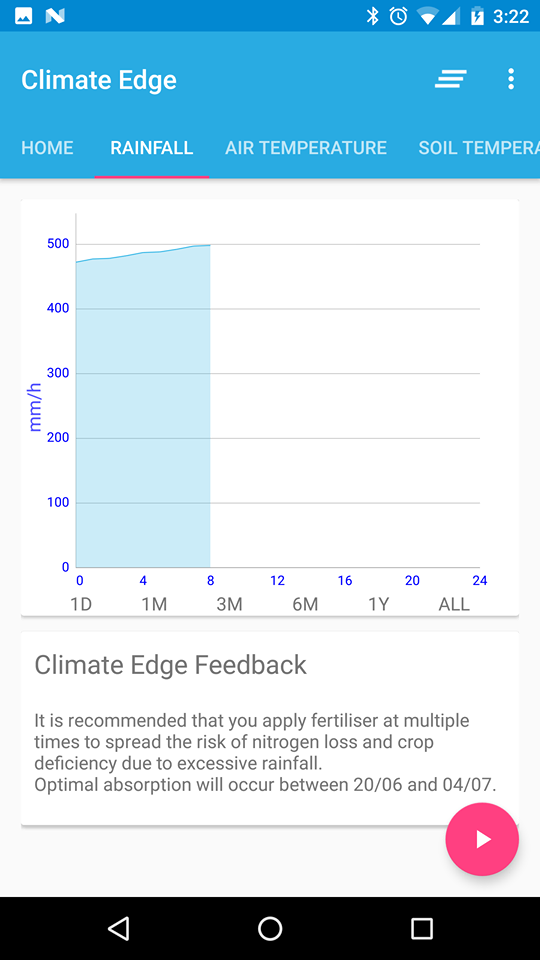 3:22
Climate Edge
HOME RAINFALL AIR TEMPERATURE SOIL TEMPERA
500
400
300
200
100
0
mm/h
0 4 8 12 16 20 24
1D 1M 3M 6M 1Y ALL
Climate Edge Feedback
It is recommended that you apply fertiliser at multiple
times to spread the risk of nitrogen loss and crop
deficiency due to excessive rainfall.
Optimal absorption will occur between 20/06 and 04/07.